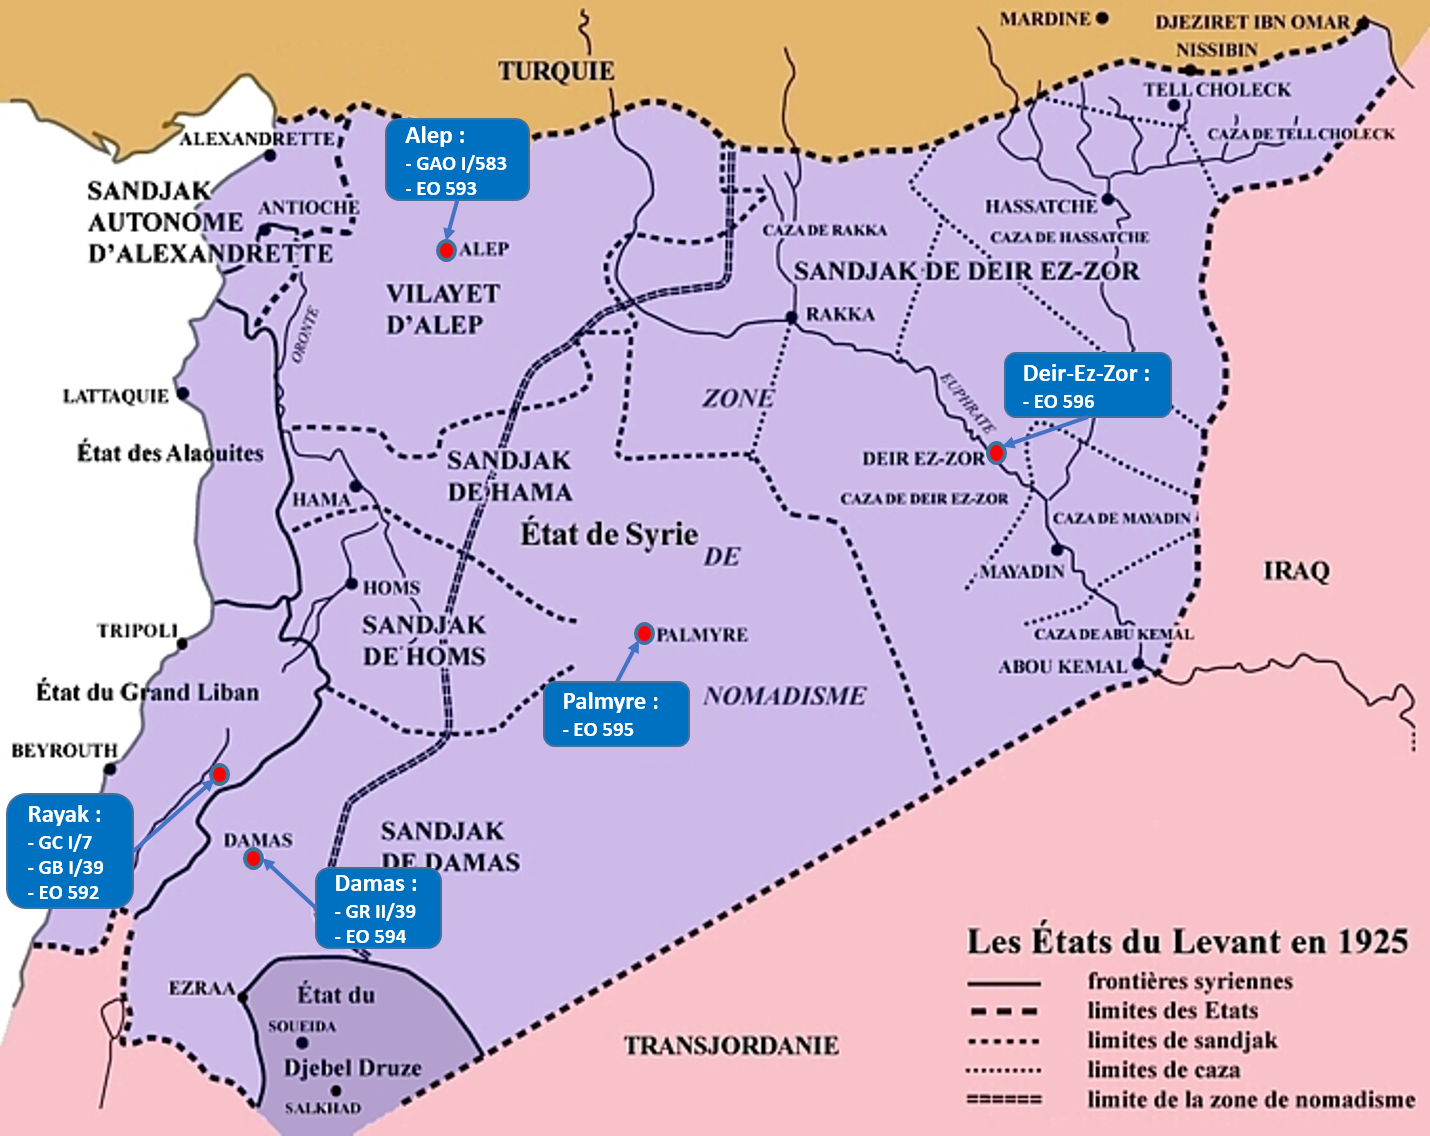 MARDINE
DJEZIRET IBN OMAR
NISSIBIN
TURQUIE
TELL CHOLECK
CAZA DE TELL CHOLECK
ALEXANDRETTE
Alep :
- GAO I/583
- EO 593
SANDJAK
AUTONOME
D'ALEXANDRETTE
ANTIOCHE
ALEP
HASSATCHE
CAZA DE RAKKA
CAZA DE HASSATCHE
SANDJAK DE DEIR EZ-ZOR
VILAYET
D'ALEP
ORONTE
RAKKA
LATTAQUIE
ZONE
EUPHRATE
Deir-Ez-Zor :
- EO 596
État des Alaouites
SANDJAK
DE HAMA
DEIR EZ-ZOR
HAMA
CAZA DE DEIR EZ-ZOR
CAZA DE MAYADIN
État de Syrie
DE
MAYADIN
IRAQ
HOMS
TRIPOLI
SANDJAK
DE HOMS
PALMYRE
CAZA DE ABU KEMAL
ABOU KEMAL
État du Grand Liban
Palmyre :
- EO 595
NOMADISME
BEYROUTH
Rayak :
- GC I/7
- GB I/39
- EO 592
DAMAS
SANDJAK
DE DAMAS
Damas :
- GR II/39
- EO 594
EZRAA
État du
SOUEIDA
Djebel Druze
SALKHAD
TRANSJORDANIE
Les États du Levant en 1925
frontières syriennes
limites des Etats
limites de sandjak
limites de caza
limite de la zone de nomadisme